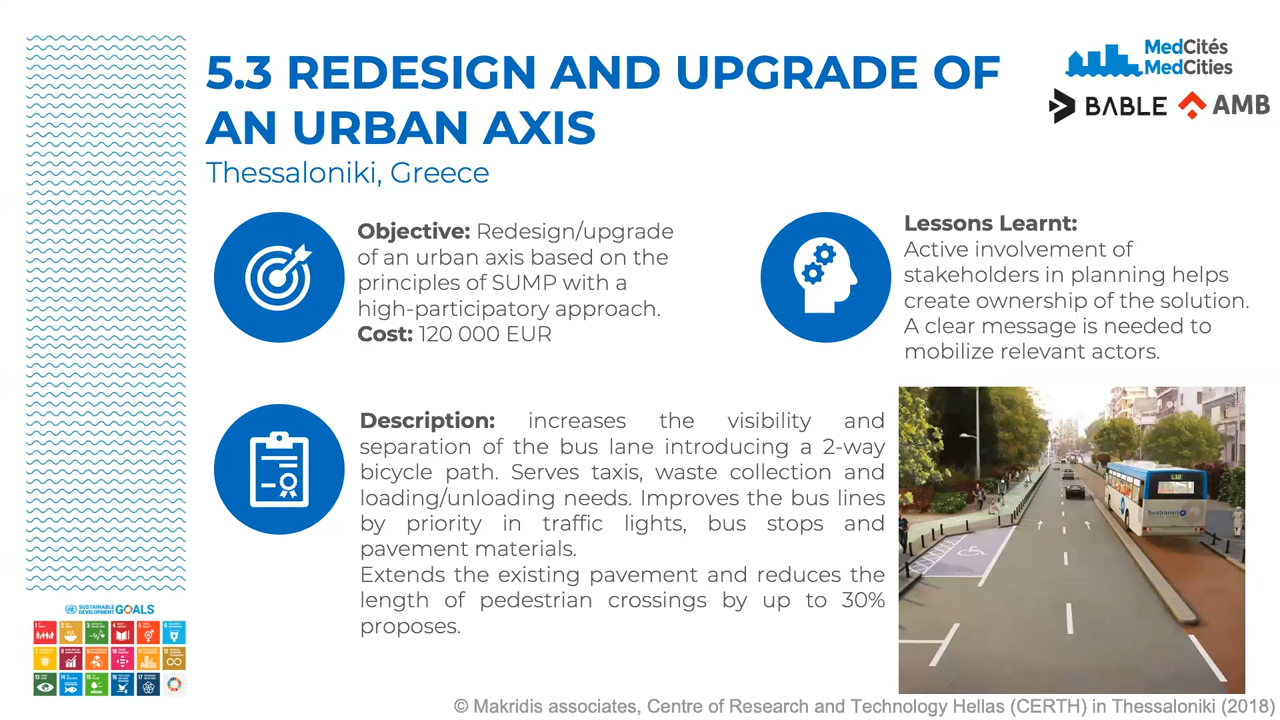 5.3 REDESIGN AND UPGRADE OF
AN URBAN AXIS
Thessaloniki, Greece
MedCités
MedCities
BABLE
AMB
Objective: Redesign/upgrade
of an urban axis based on the
principles of SUMP with a
high-participatory approach.
Cost: 120 000 EUR
Lessons Learnt:
Active involvement of
stakeholders in planning helps
create ownership of the solution.
A clear message is needed to
mobilize relevant actors.
Description: increases the visibility and
separation of the bus lane introducing a 2-way
bicycle path. Serves taxis, waste collection and
loading/unloading needs. Improves the bus lines
by priority in traffic lights, bus stops and
pavement materials.
Extends the existing pavement and reduces the
length of pedestrian crossings by up to 30%
proposes.
SUSTAINABLE
DEVELOPMENT GOALS
© Makridis associates, Centre of Research and Technology Hellas (CERTH) in Thessaloniki (2018)